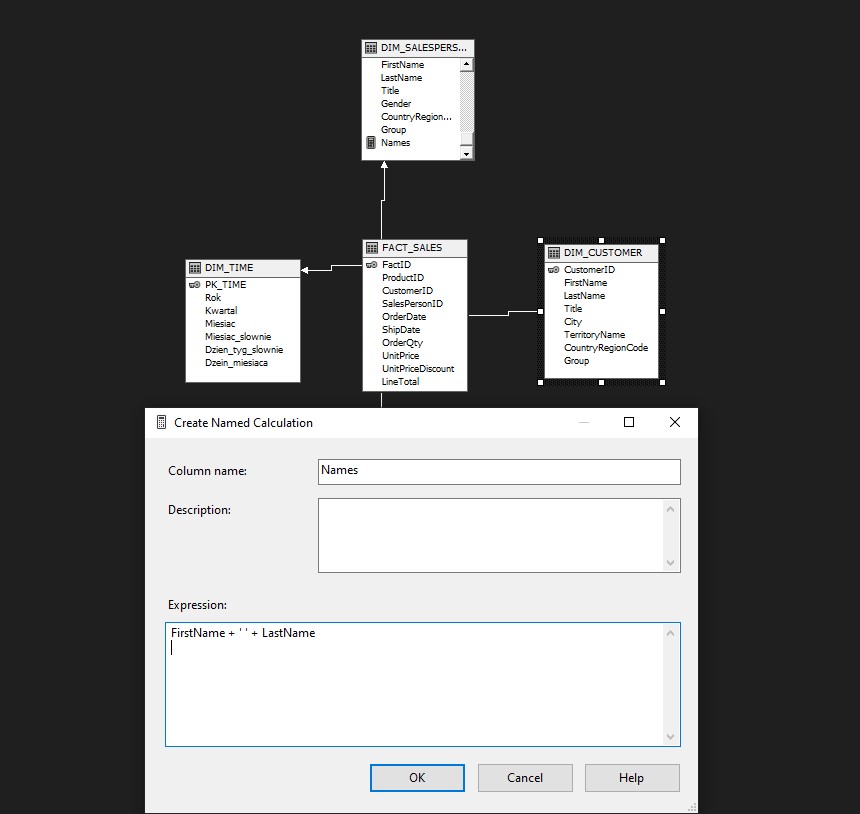 DIM_SALESPERS...
FirstName
LastName
Title
Gender
CountryRegion...
Group
Names
DIM_TIME
PK_TIME
Rok
Kwartal
Miesiac
Miesiac_slownie
Dzien_tyg_slownie
Dzein_miesiaca
FACT_SALES
FactID
ProductID
CustomerID
SalesPersonID
OrderDate
ShipDate
OrderQty
UnitPrice
UnitPriceDiscount
LineTotal
DIM_CUSTOMER
CustomerID
FirstName
LastName
Title
City
TerritoryName
CountryRegionCode
Group
Create Named Calculation
Column name:
Names
Description:
Expression:
FirstName + ' ' + LastName
OK
Cancel
Help